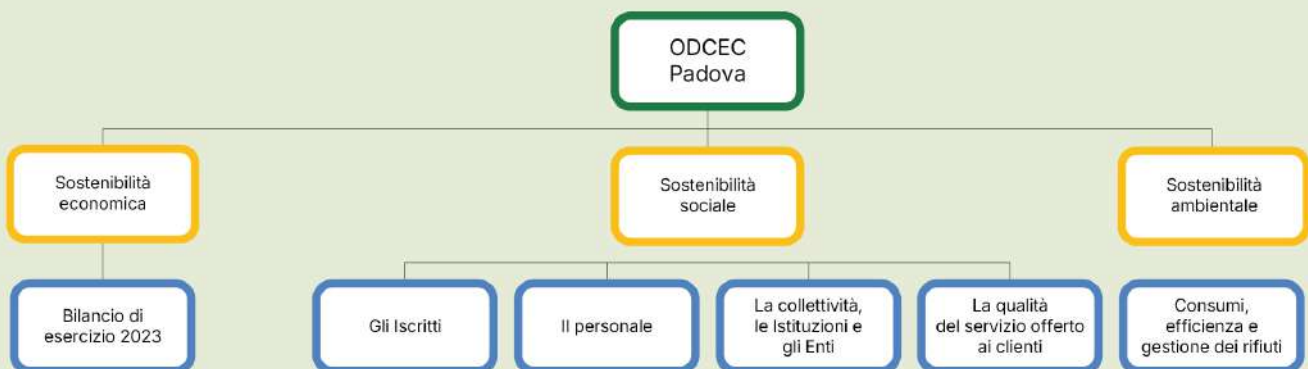 ODCEC
Padova
Sostenibilità
economica
Sostenibilità
sociale
Sostenibilità
ambientale
Bilancio di
esercizio 2023
Gli Iscritti
Il personale
La collettività,
le Istituzioni e
gli Enti
La qualità
del servizio offerto
ai clienti
Consumi,
efficienza e
gestione dei rifiuti